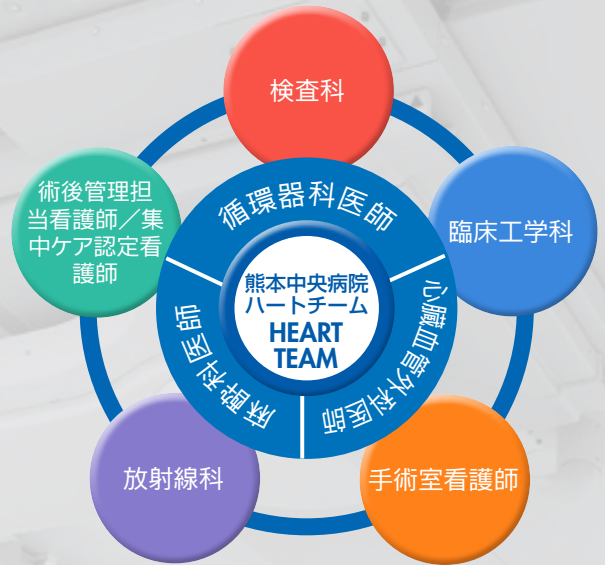 検査科
術後管理担
当看護師／集
中ケア認定看
護師
循環器科医師
臨床工学科
熊本中央病院
ハートチーム
HEART
TEAM
麻酔科医師
心臓血管外科医師
放射線科
手術室看護師